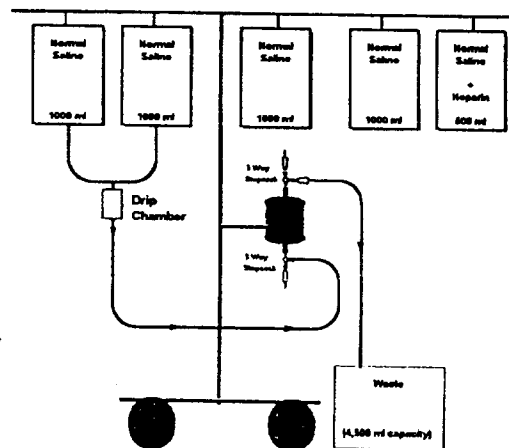 Normal
Saline
1000 ml
Normal
Saline
1000 ml
Normal
Saline
1000 ml
Normal
Saline
1000 ml
Normal
Saline
+
Heparin
500 ml
Drip
Chamber
3 Way
Stopcock
3 Way
Stopcock
Waste
(4,500 ml capacity)